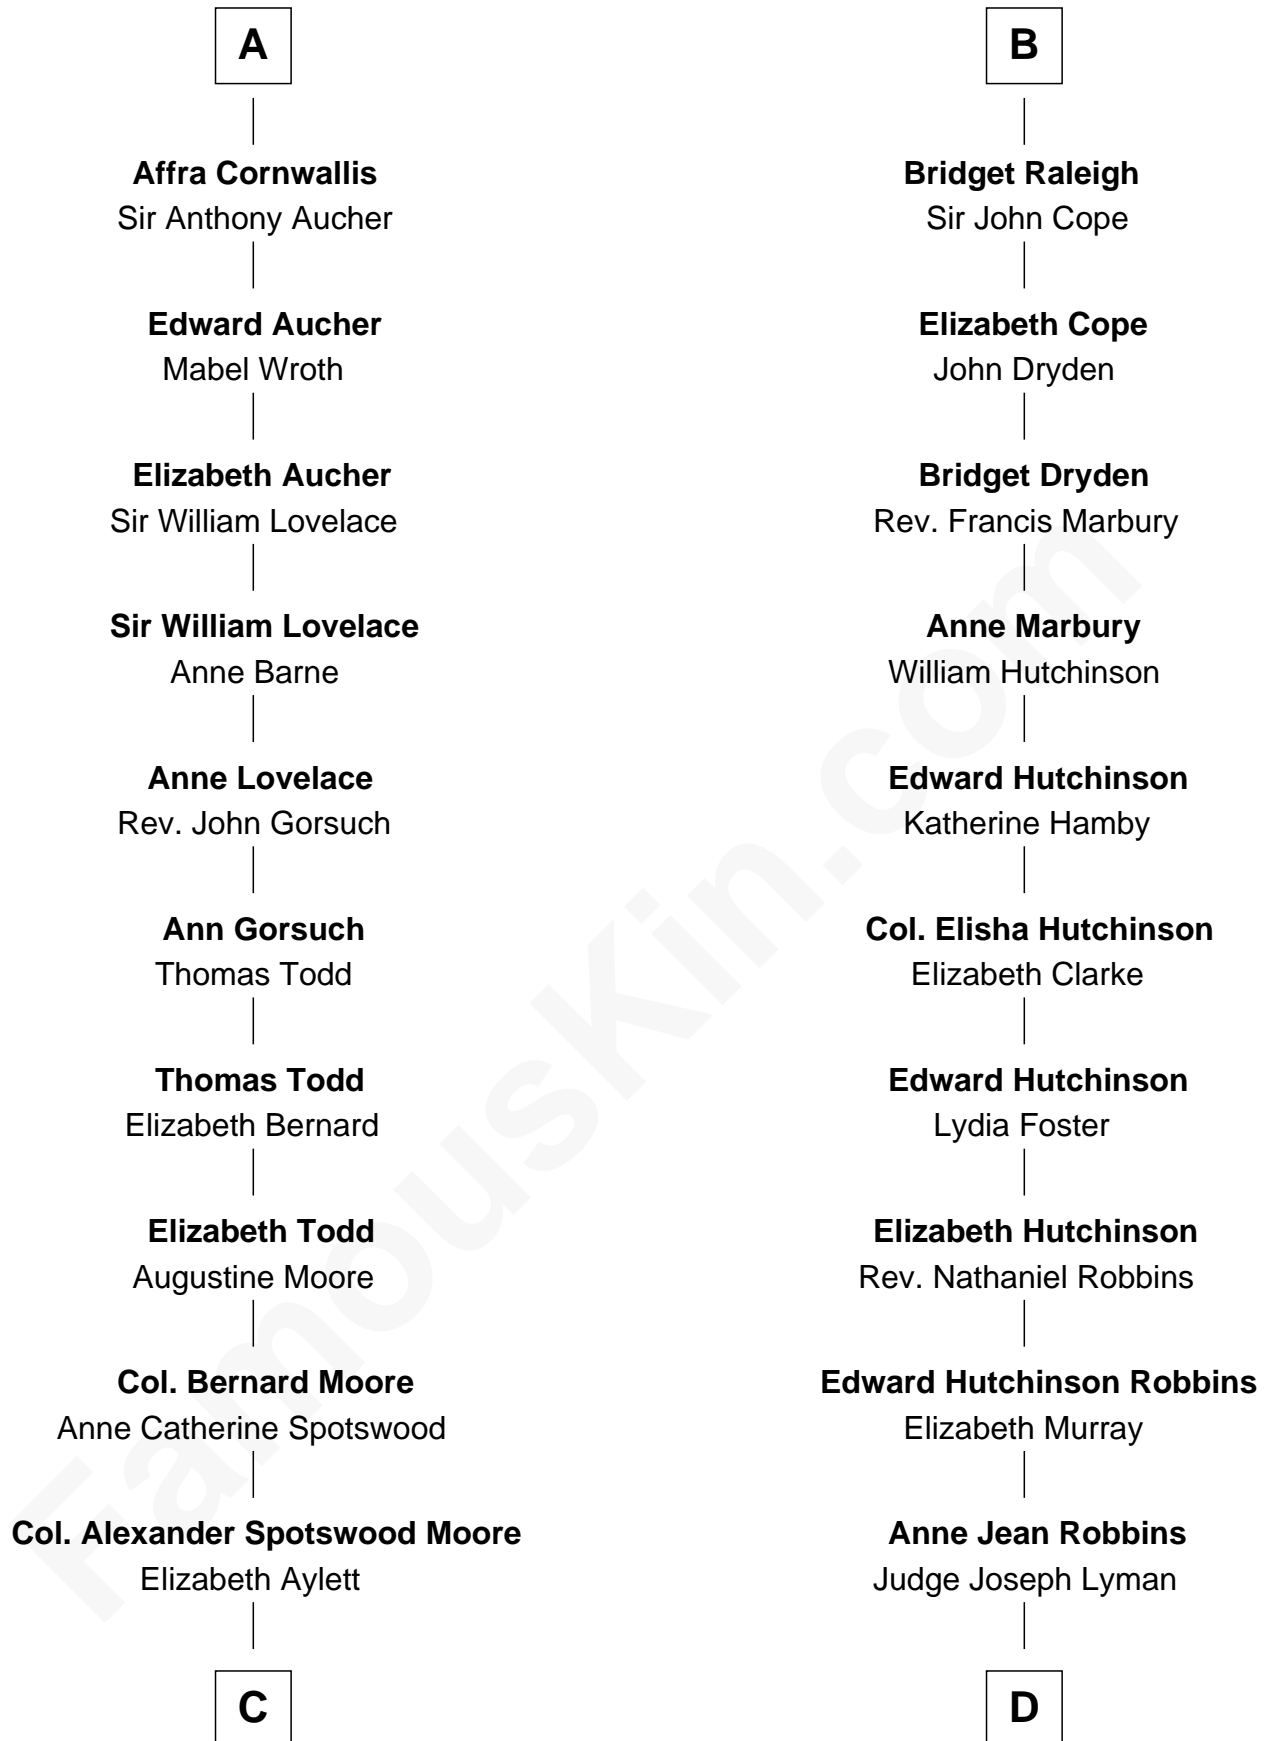 A
Affra Cornwallis
Sir Anthony Aucher
Edward Aucher
Mabel Wroth
Elizabeth Aucher
Sir William Lovelace
Sir William Lovelace
Anne Barne
Anne Lovelace
Rev. John Gorsuch
Ann Gorsuch
Thomas Todd
Thomas Todd
Elizabeth Bernard
Elizabeth Todd
Augustine Moore
Col. Bernard Moore
Anne Catherine Spotswood
Col. Alexander Spotswood Moore
Elizabeth Aylett
C
B
Bridget Raleigh
Sir John Cope
Elizabeth Cope
John Dryden
Bridget Dryden
Rev. Francis Marbury
Anne Marbury
William Hutchinson
Edward Hutchinson
Katherine Hamby
Col. Elisha Hutchinson
Elizabeth Clarke
Edward Hutchinson
Lydia Foster
Elizabeth Hutchinson
Rev. Nathaniel Robbins
Edward Hutchinson Robbins
Elizabeth Murray
Anne Jean Robbins
Judge Joseph Lyman
D
FamousKin.com